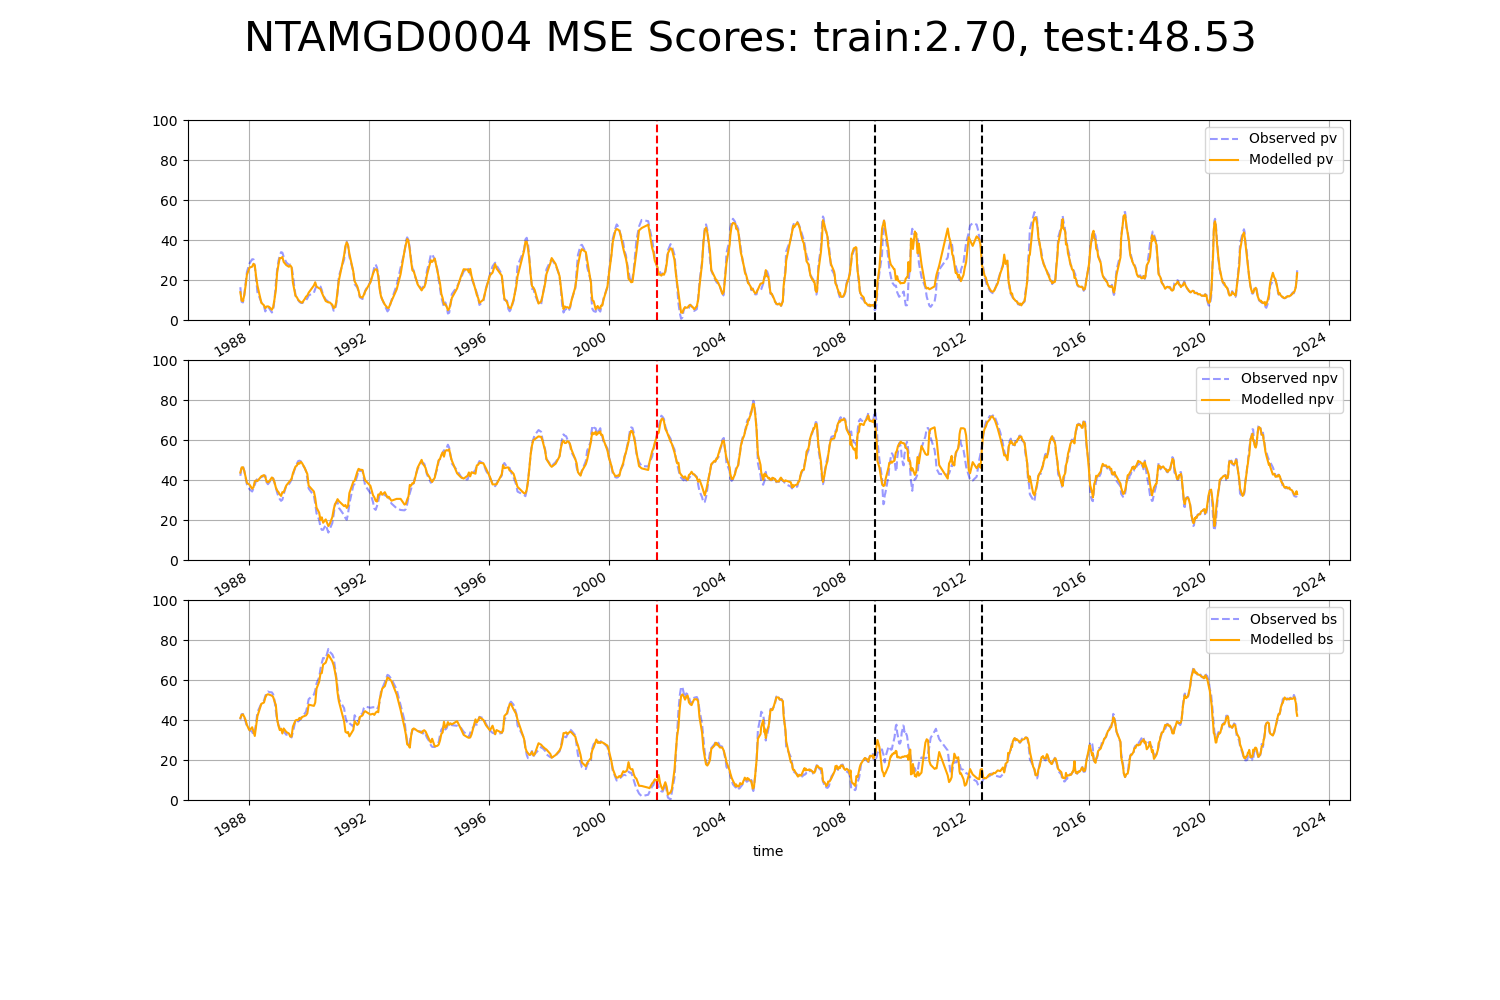 NTAMGD0004 MSE Scores: train:2.70, test:48.53
100
80
60
40
20
0
Observed pv
Modelled pv
1988 1992 1996 2000 2004 2008 2012 2016 2020 2024
100
80
60
40
20
0
Observed npv
Modelled npv
1988 1992 1996 2000 2004 2008 2012 2016 2020 2024
100
80
60
40
20
0
Observed bs
Modelled bs
1988 1992 1996 2000 2004 2008 2012 2016 2020 2024
time